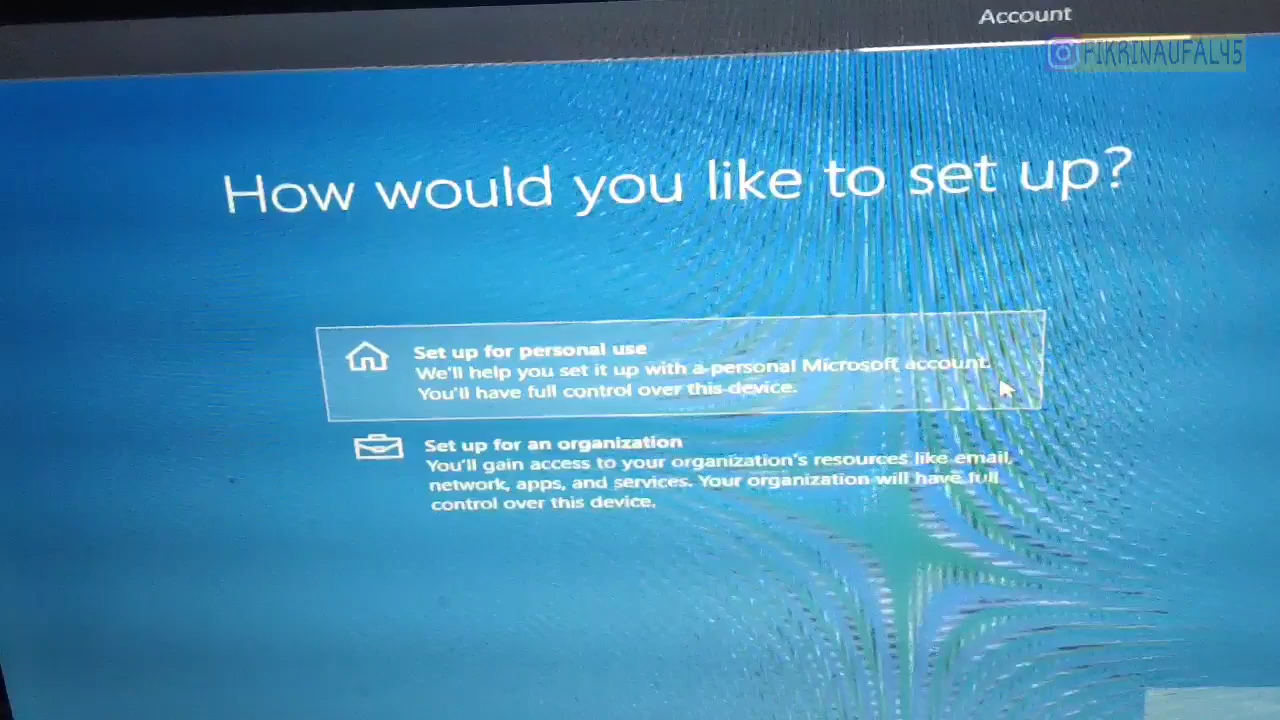 Account
FIKRINAUFAL45
How would you like to set up?
Set up for personal use
We'll help you set it up with a personal Microsoft account.
You'll have full control over this device.
Set up for an organization
You'll gain access to your organization's resources like email,
network, apps, and services. Your organization will have full
control over this device.